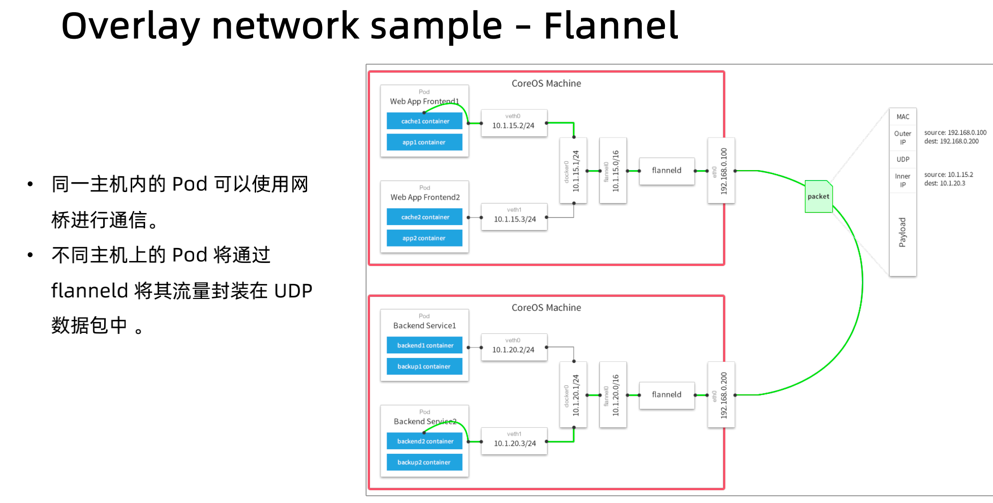 Overlay network sample – Flannel
• 同一主机内的 Pod 可以使用网
桥进行通信。
• 不同主机上的 Pod 将通过
flanneld 将其流量封装在 UDP
数据包中 。
CoreOS Machine
Pod
Web App Frontend1
cache1 container
app1 container
veth0
10.1.15.2/24
Pod
Web App Frontend2
cache2 container
app2 container
veth1
10.1.15.3/24
docker0
10.1.15.1/24
flannel0
10.1.15.0/16
flanneld
eth0
192.168.0.100
CoreOS Machine
Pod
Backend Service1
backend1 container
backup1 container
veth0
10.1.20.2/24
Pod
Backend Service2
backend2 container
backup2 container
veth1
10.1.20.3/24
docker0
10.1.20.1/24
flannel0
10.1.20.0/16
flanneld
eth0
192.168.0.200
packet
MAC
Outer
IP
source: 192.168.0.100
dest: 192.168.0.200
UDP
Inner
IP
source: 10.1.15.2
dest: 10.1.20.3
Payload